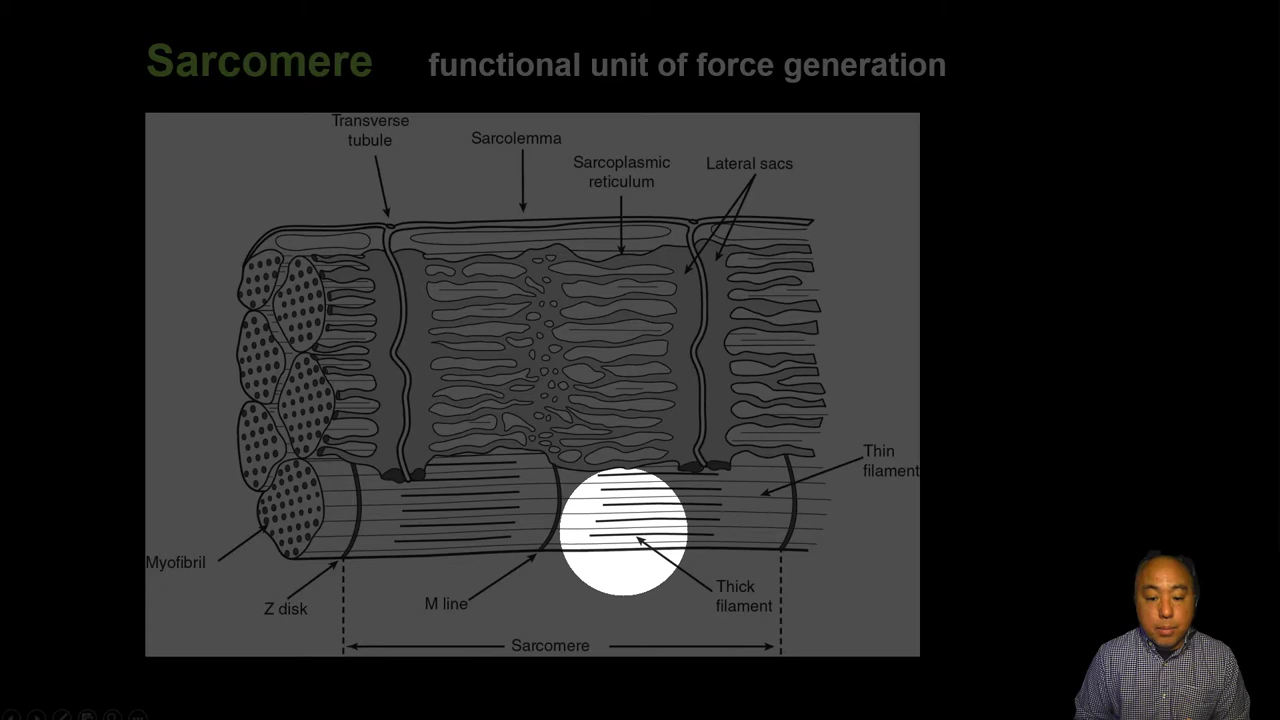 Sarcomere functional unit of force generation
Transverse
tubule
Sarcolemma
Sarcoplasmic
reticulum
Lateral sacs
Thin
filament
Myofibril
Z disk
M line
Thick
filament
Sarcomere